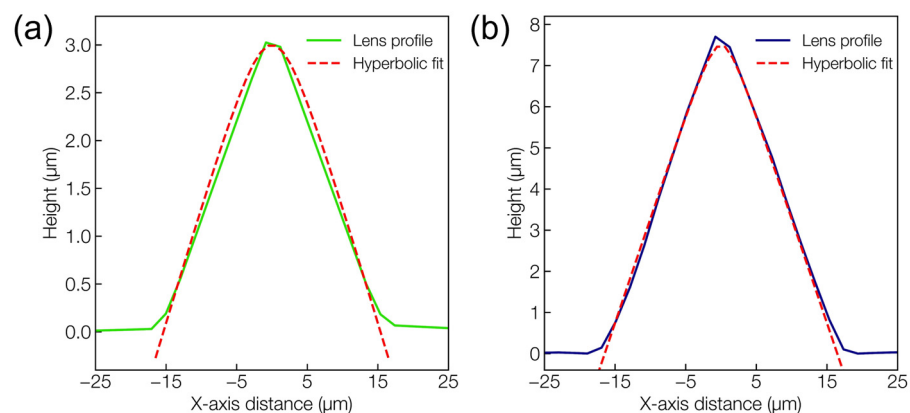 (a)
Lens profile
Hyperbolic fit
3.0
2.5
2.0
1.5
1.0
0.5
0.0
Height (µm)
−25 −15 −5 5 15 25
X-axis distance (µm)
(b)
Lens profile
Hyperbolic fit
8
7
6
5
4
3
2
1
0
Height (µm)
−25 −15 −5 5 15 25
X-axis distance (µm)